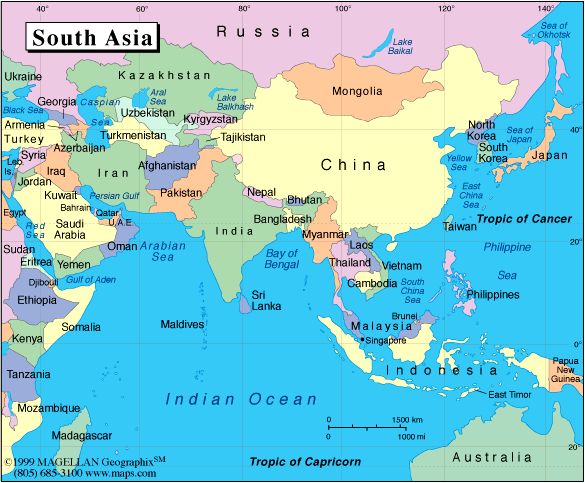 40°
60°
80°
100°
120°
140°
South Asia
Russia
Sea of
Okhotsk
Lake
Baikal
Ukraine
Kazakhstan
Aral
Sea
Lake
Balkhash
Mongolia
Black Sea
Georgia
Caspian
Sea
Uzbekistan
Kyrgyzstan
Armenia
Turkey
Azerbaijan
Turkmenistan
Tajikistan
North
Korea
Sea of
Japan
40°
South
Korea
Japan
Leb.
Is.
Syria
Iraq
Iran
Afghanistan
China
Yellow
Sea
Jordan
Kuwait
Persian Gulf
Pakistan
Nepal
Bhutan
East
China
Sea
Egypt
Bahrain
Qatar
U.A.E.
Tropic of Cancer
Red
Sea
Saudi
Arabia
Oman
Arabian
Sea
India
Bangladesh
Myanmar
Taiwan
20°
Sudan
Eritrea
Yemen
Bay of
Bengal
Laos
Thailand
Vietnam
Philippine
Sea
Djibouti
Gulf of Aden
Cambodia
South
China
Sea
Philippines
Ethiopia
Sri
Lanka
Somalia
Maldives
Brunei
Malaysia
Singapore
Kenya
0°
Tanzania
Indonesia
Papua
New
Guinea
Indian Ocean
East Timor
Mozambique
0
1500 km
0
1000 mi
Madagascar
20°
Australia
©1999 MAGELLAN Geographix℠
(805) 685-3100 www.maps.com
Tropic of Capricorn